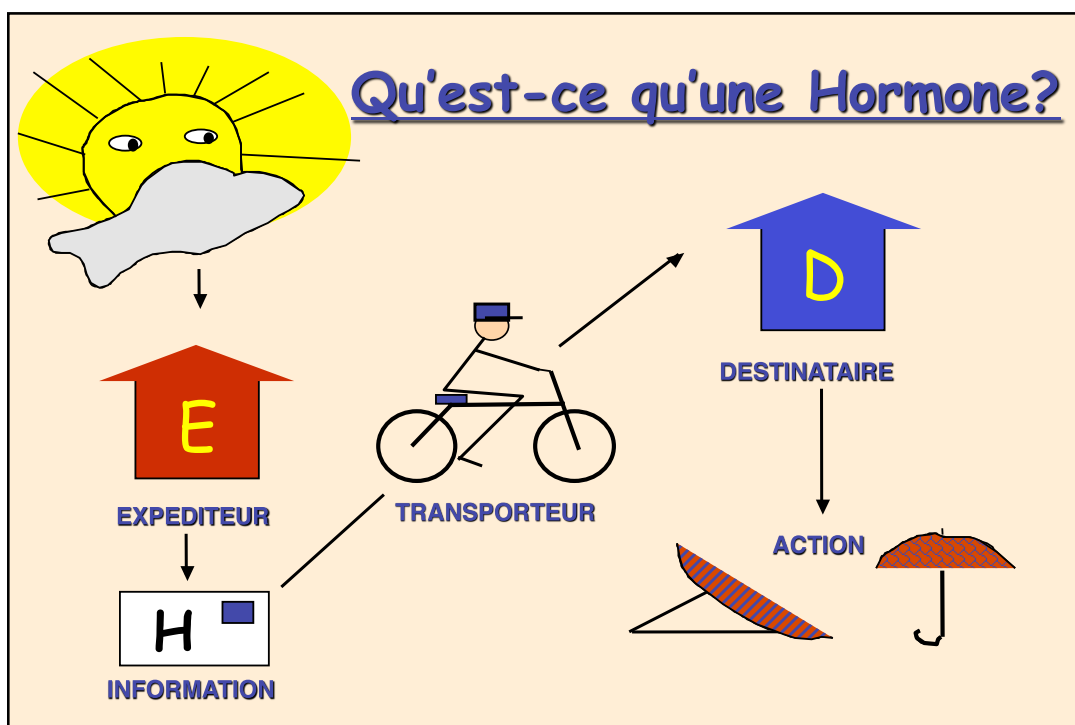 Qu'est-ce qu'une Hormone?
D
DESTINATAIRE
E
EXPEDITEUR
TRANSPORTEUR
ACTION
H
INFORMATION